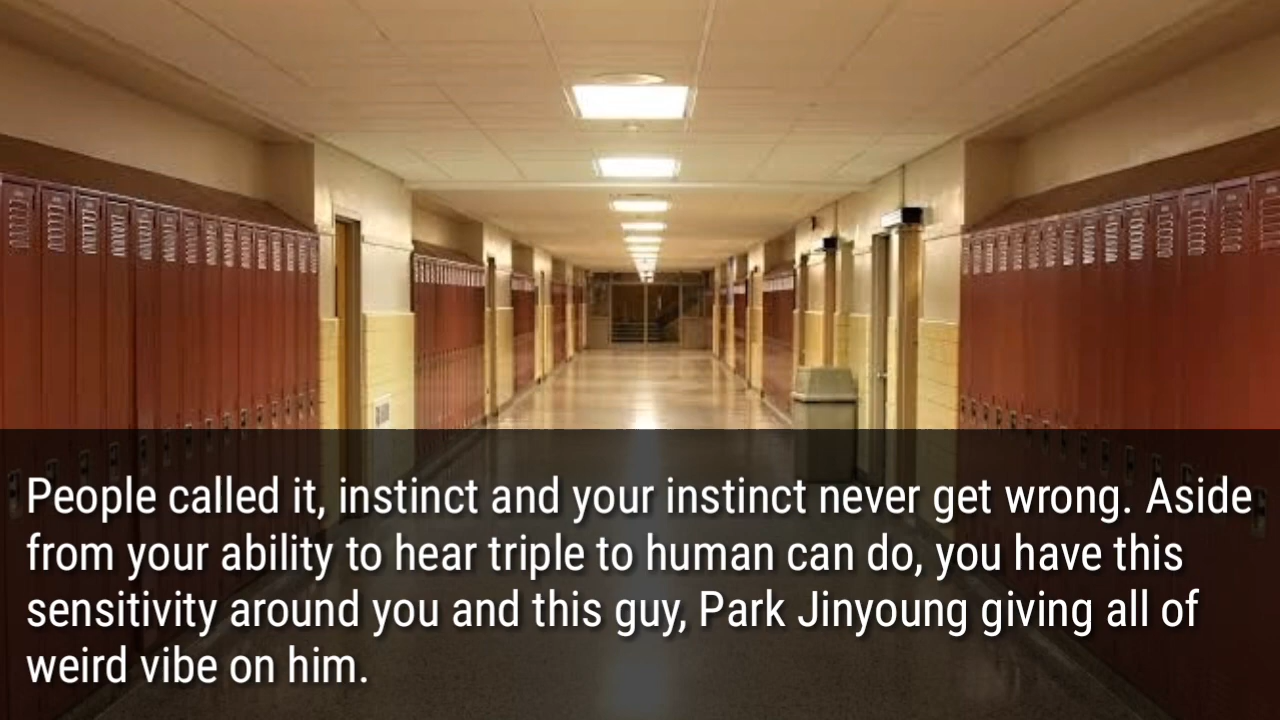 People called it, instinct and your instinct never get wrong. Aside
from your ability to hear triple to human can do, you have this
sensitivity around you and this guy, Park Jinyoung giving all of
weird vibe on him.